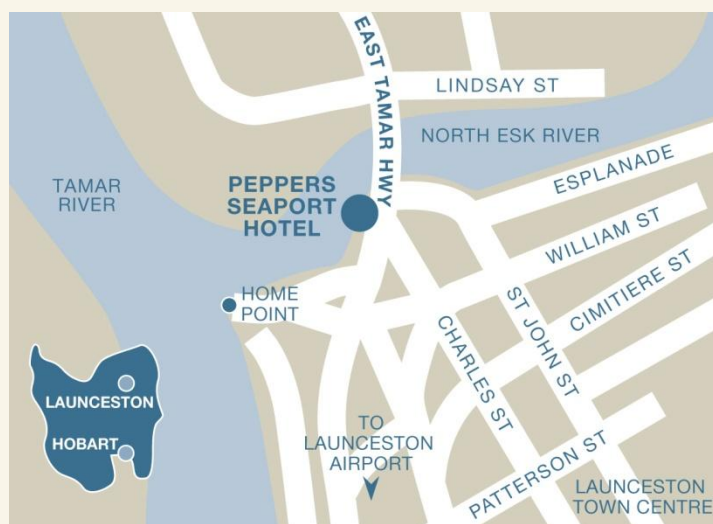 EAST TAMAR HWY
LINDSAY ST
NORTH ESK RIVER
ESPLANADE
TAMAR
RIVER
PEPPERS
SEAPORT
HOTEL
WILLIAM ST
CIMITIERE ST
HOME
POINT
ST JOHN ST
CHARLES ST
LAUNCESTON
HOBART
TO
LAUNCESTON
AIRPORT
PATTERSON ST
LAUNCESTON
TOWN CENTRE